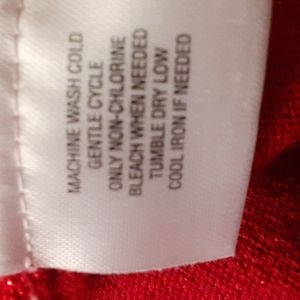 MACHINE WASH COLD
GENTLE CYCLE
ONLY NON-CHLORINE
BLEACH WHEN NEEDED
TUMBLE DRY LOW
COOL IRON IF NEEDED